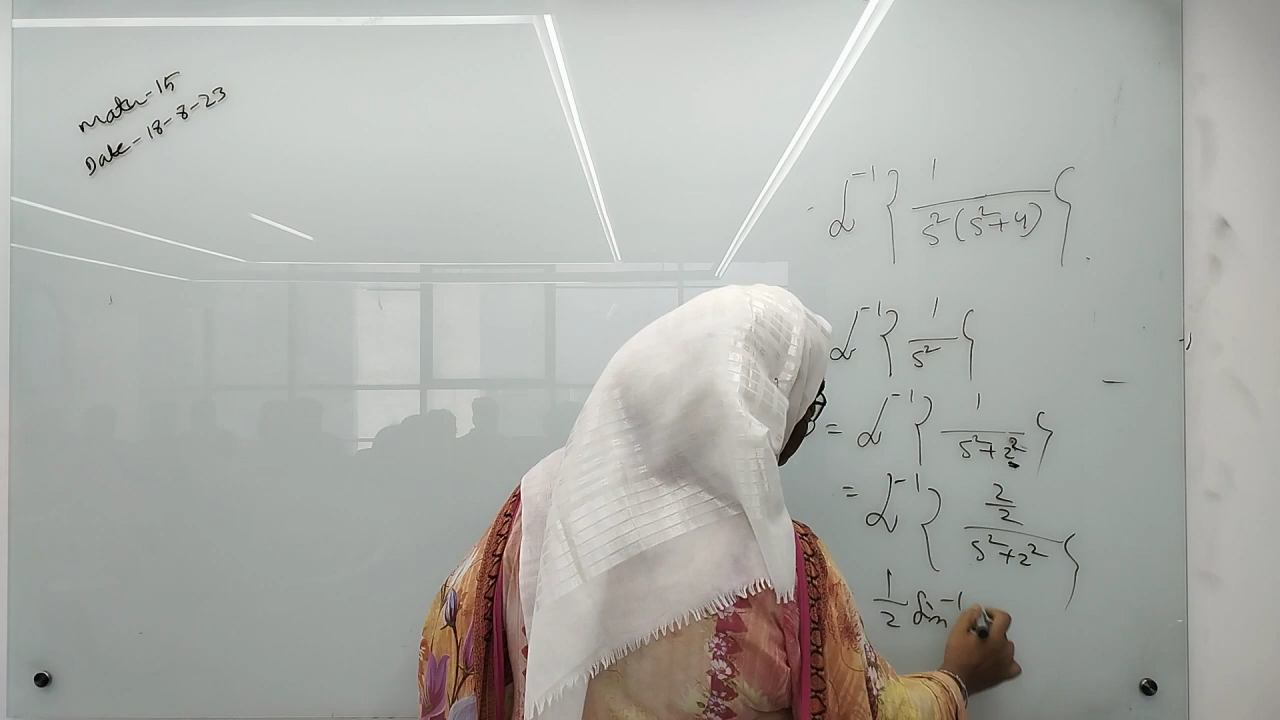 Math-15
Date-18-8-23
ℒ⁻¹ { 1 / s²(s²+4) }
ℒ⁻¹ { 1 / s² }
= ℒ⁻¹ { 1 / s²+2² }
= ℒ⁻¹ { 2/2 / s²+2² }
1/2 sin⁻¹